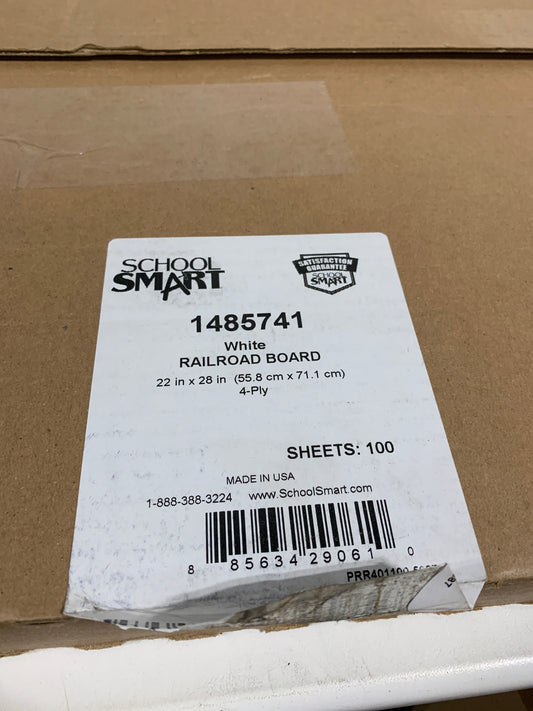 SCHOOL
SMART
SATISFACTION
GUARANTEE
SCHOOL
SMART
1485741
White
RAILROAD BOARD
22 in x 28 in (55.8 cm x 71.1 cm)
4-Ply
SHEETS: 100
MADE IN USA
1-888-388-3224 www.SchoolSmart.com
8 85634 29061 0